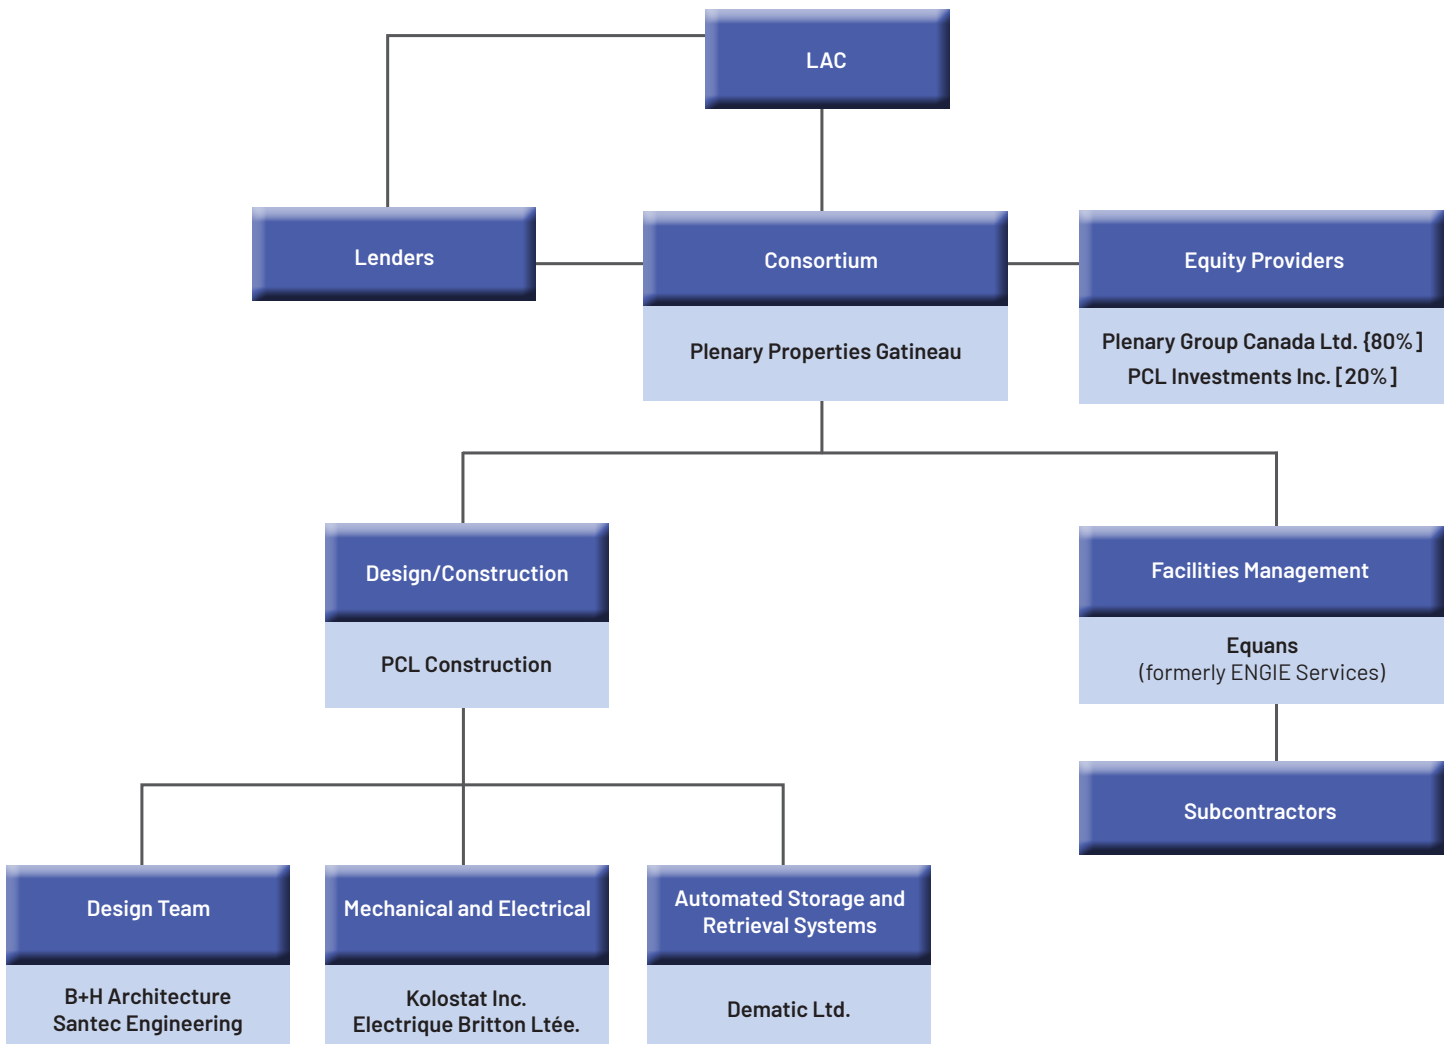 LAC
Lenders
Consortium
Plenary Properties Gatineau
Equity Providers
Plenary Group Canada Ltd. {80%]
PCL Investments Inc. [20%]
Design/Construction
PCL Construction
Facilities Management
Equans
(formerly ENGIE Services)
Subcontractors
Design Team
B+H Architecture
Santec Engineering
Mechanical and Electrical
Kolostat Inc.
Electrique Britton Ltée.
Automated Storage and
Retrieval Systems
Dematic Ltd.